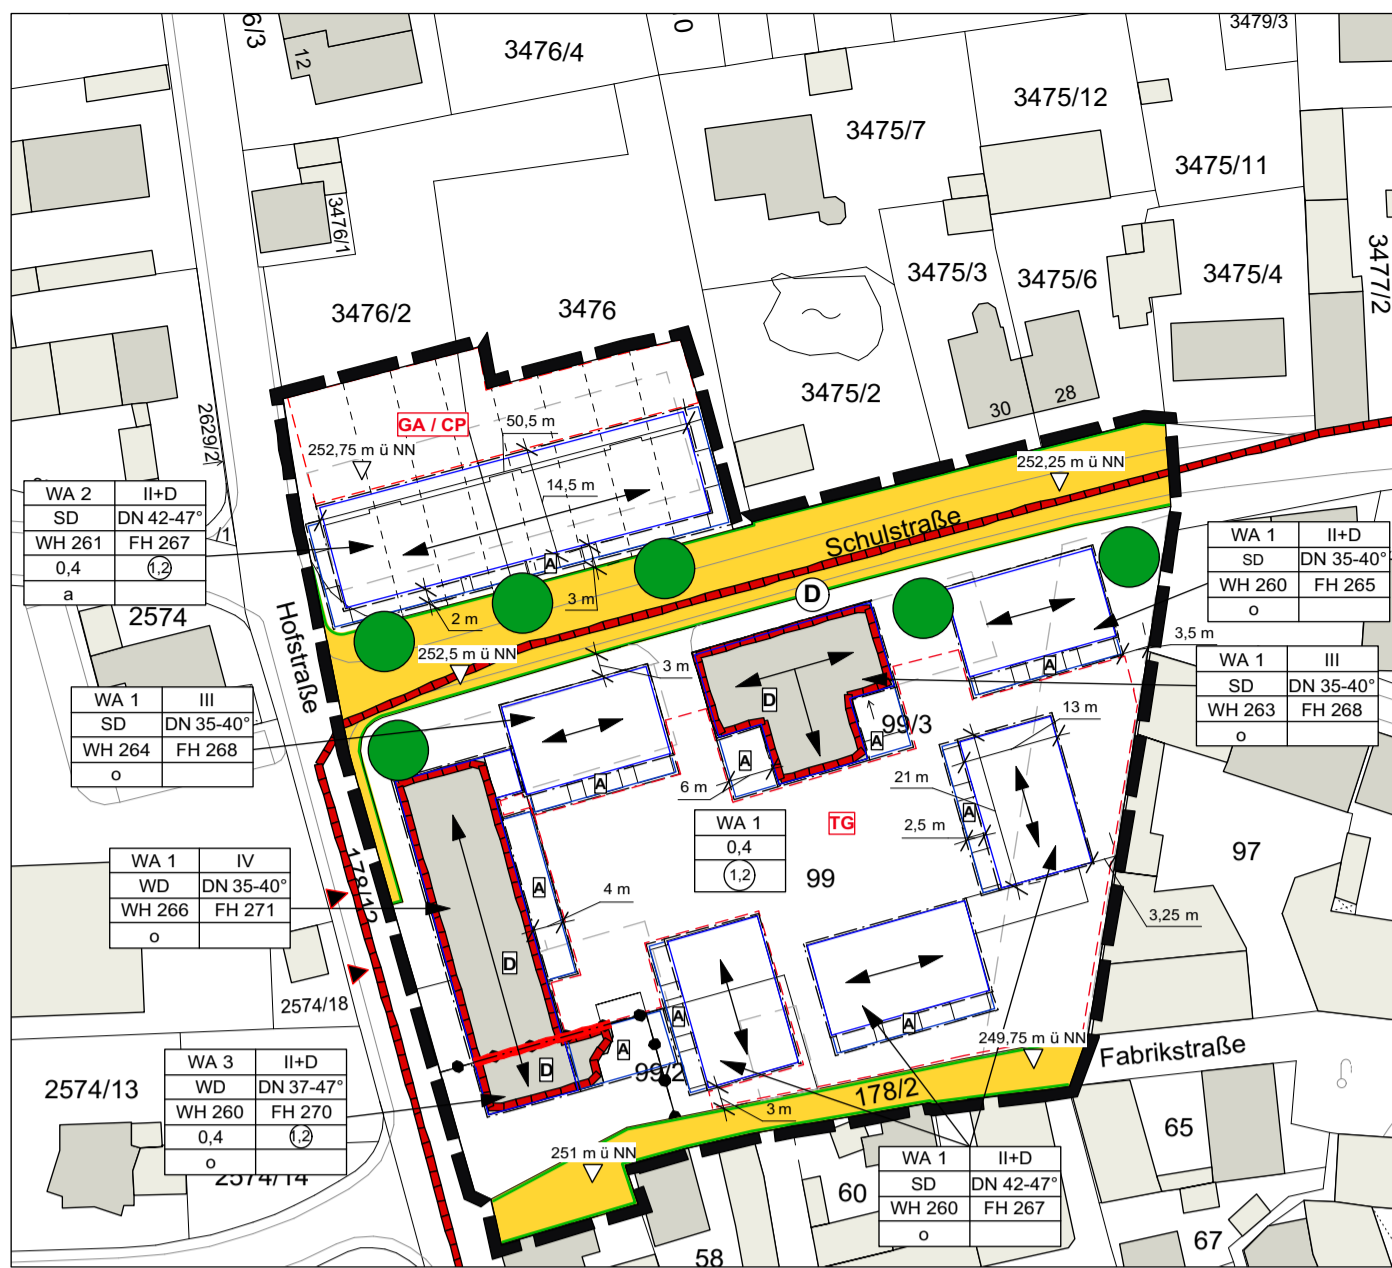 6/3
12
3476/4
0
3479/3
3475/12
3475/7
3475/11
3476/1
3477/2
3475/3
3475/6
3475/4
3476/2
3476
3475/2
30
28
2629/2
GA / CP
50,5 m
252,75 m ü NN
14,5 m
252,25 m ü NN
WA 2 II+D
SD DN 42-47°
WH 261 FH 267
0,4 1,2
a
/1
Schulstraße
WA 1 II+D
SD DN 35-40°
WH 260 FH 265
o
A
3 m
2 m
D
2574
Hofstraße
252,5 m ü NN
3 m
3,5 m
A
WA 1 III
SD DN 35-40°
WH 263 FH 268
o
WA 1 III
SD DN 35-40°
WH 264 FH 268
o
D
99/3
13 m
A
A
A
6 m
21 m
2,5 m
A
WA 1
0,4
1,2
TG
99
97
WA 1 IV
WD DN 35-40°
WH 266 FH 271
o
178/12
A
4 m
3,25 m
D
2574/18
A
A
249,75 m ü NN
Fabrikstraße
WA 3 II+D
WD DN 37-47°
WH 260 FH 270
0,4 1,2
o
2574/13
D
A
99/2
3 m
178/2
65
251 m ü NN
2574/14
60
WA 1 II+D
SD DN 42-47°
WH 260 FH 267
o
58
67